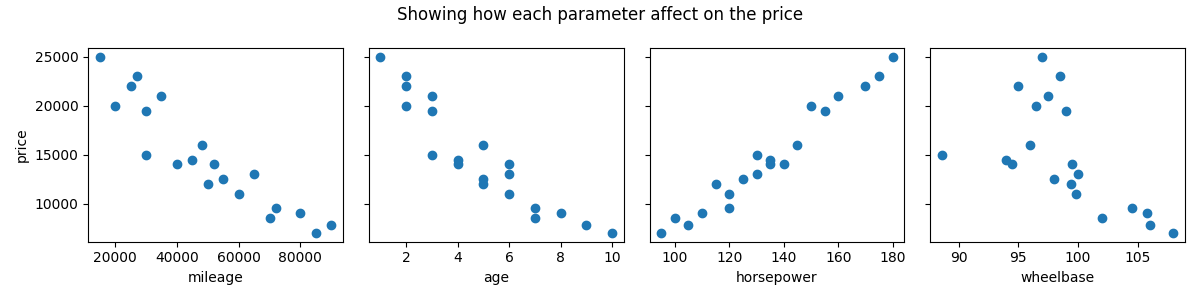 Showing how each parameter affect on the price
25000
20000
15000
10000
price
20000 40000 60000 80000
mileage
2 4 6 8 10
age
100 120 140 160 180
horsepower
90 95 100 105
wheelbase